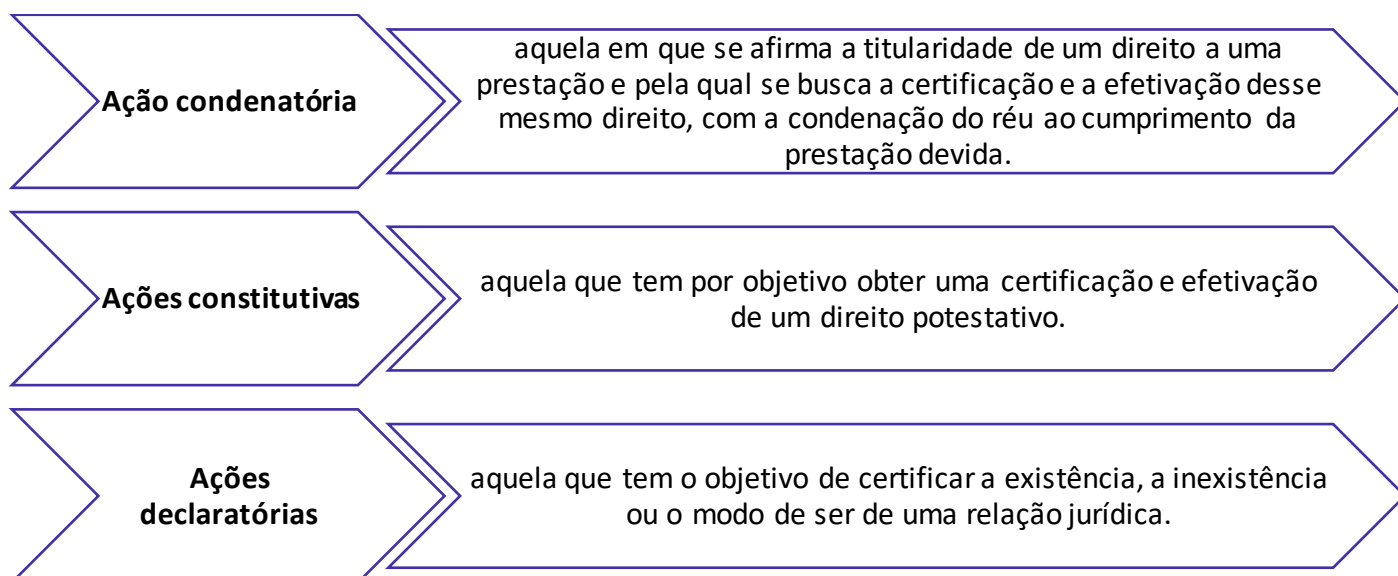 Ação condenatória
aquela em que se afirma a titularidade de um direito a uma
prestação e pela qual se busca a certificação e a efetivação desse
mesmo direito, com a condenação do réu ao cumprimento da
prestação devida.
Ações constitutivas
aquela que tem por objetivo obter uma certificação e efetivação
de um direito potestativo.
Ações
declaratórias
aquela que tem o objetivo de certificar a existência, a inexistência
ou o modo de ser de uma relação jurídica.